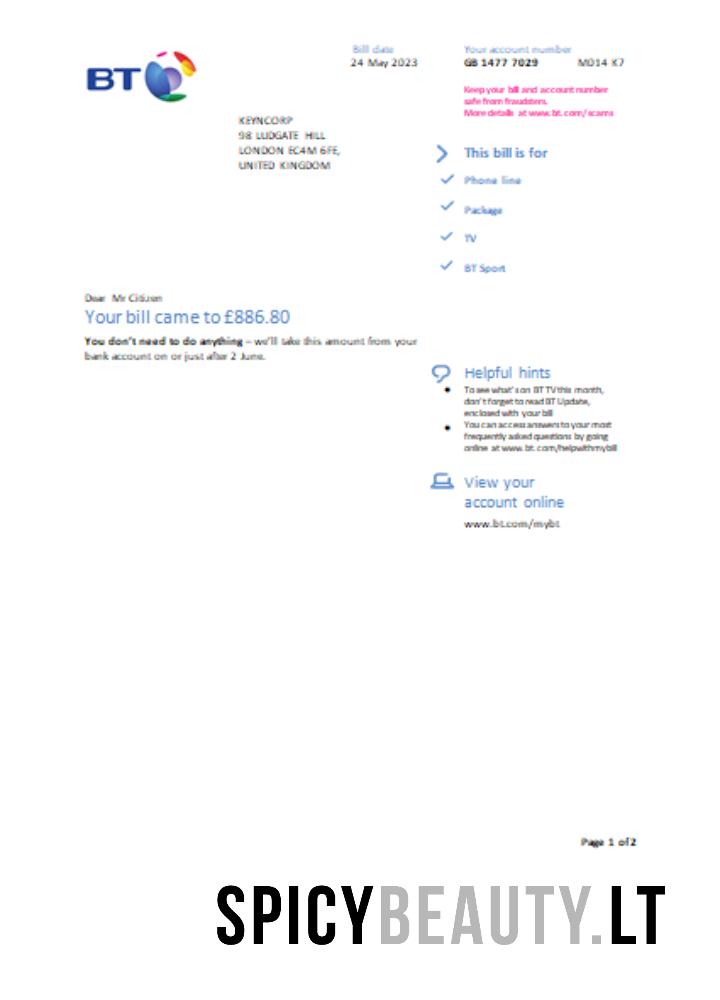 BT
Bill date
24 May 2023
Your account number
GB 1477 7029 M014 K7
Keep your bill and account number
safe from fraudsters.
More details at www.bt.com/scams
KEYNCORP
98 LUDGATE HILL
LONDON EC4M 6FE,
UNITED KINGDOM
This bill is for
Phone line
Package
TV
BT Sport
Dear Mr Citizen
Your bill came to £886.80
You don't need to do anything – we'll take this amount from your
bank account on or just after 2 June.
Helpful hints
To see what's on BT TV this month,
don't forget to read BT Update,
enclosed with your bill
You can access answers to your most
frequently asked questions by going
online at www.bt.com/helpwithmybill
View your
account online
www.bt.com/mybt
Page 1 of 2
SPICYBEAUTY.LT